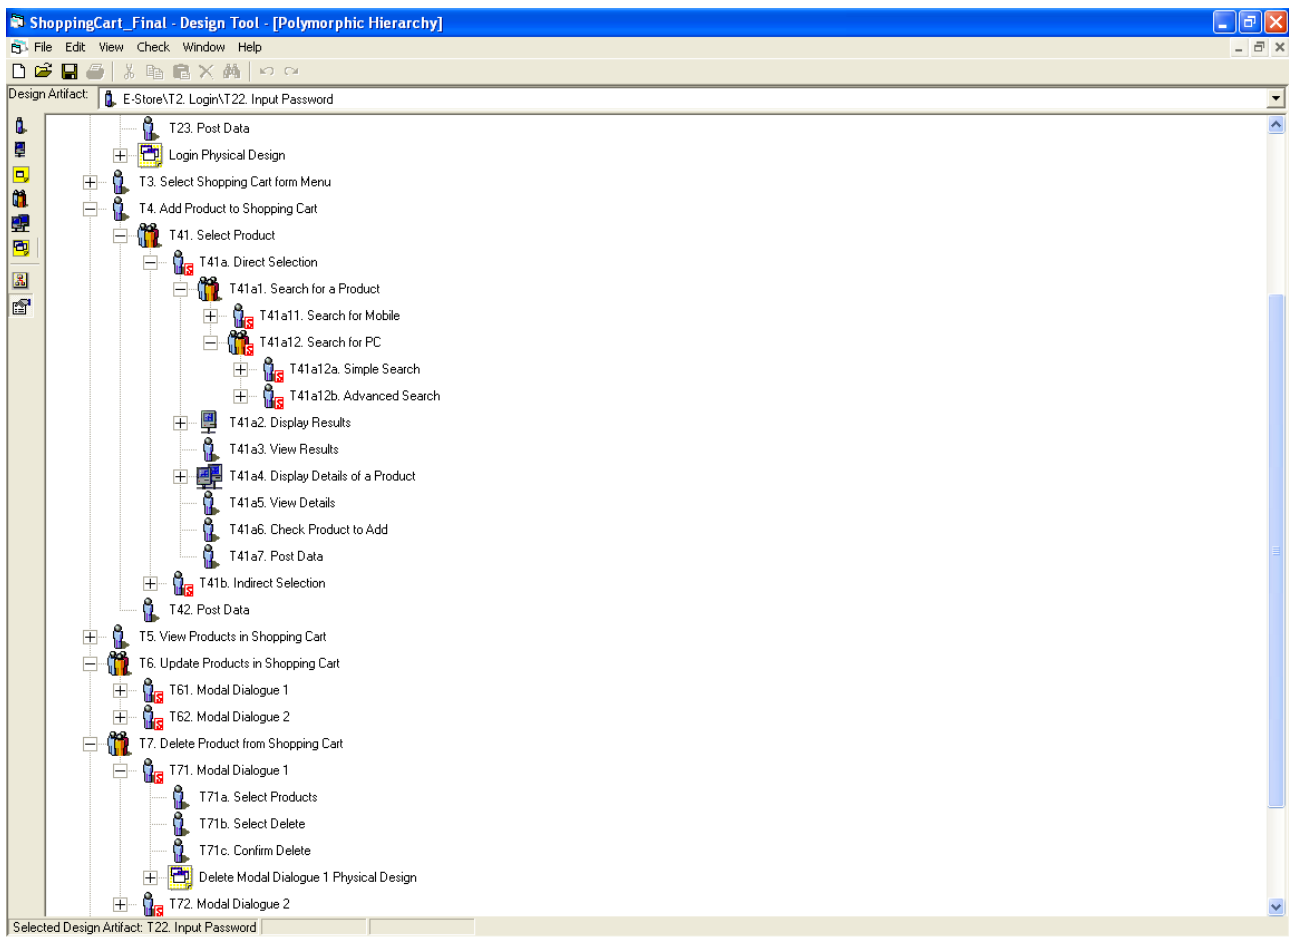 ShoppingCart_Final - Design Tool - [Polymorphic Hierarchy]
File Edit View Check Window Help
Design Artifact: E-Store\T2. Login\T22. Input Password
T23. Post Data
Login Physical Design
T3. Select Shopping Cart form Menu
T4. Add Product to Shopping Cart
T41. Select Product
T41a. Direct Selection
T41a1. Search for a Product
T41a11. Search for Mobile
T41a12. Search for PC
T41a12a. Simple Search
T41a12b. Advanced Search
T41a2. Display Results
T41a3. View Results
T41a4. Display Details of a Product
T41a5. View Details
T41a6. Check Product to Add
T41a7. Post Data
T41b. Indirect Selection
T42. Post Data
T5. View Products in Shopping Cart
T6. Update Products in Shopping Cart
T61. Modal Dialogue 1
T62. Modal Dialogue 2
T7. Delete Product from Shopping Cart
T71. Modal Dialogue 1
T71a. Select Products
T71b. Select Delete
T71c. Confirm Delete
Delete Modal Dialogue 1 Physical Design
T72. Modal Dialogue 2
Selected Design Artifact: T22. Input Password